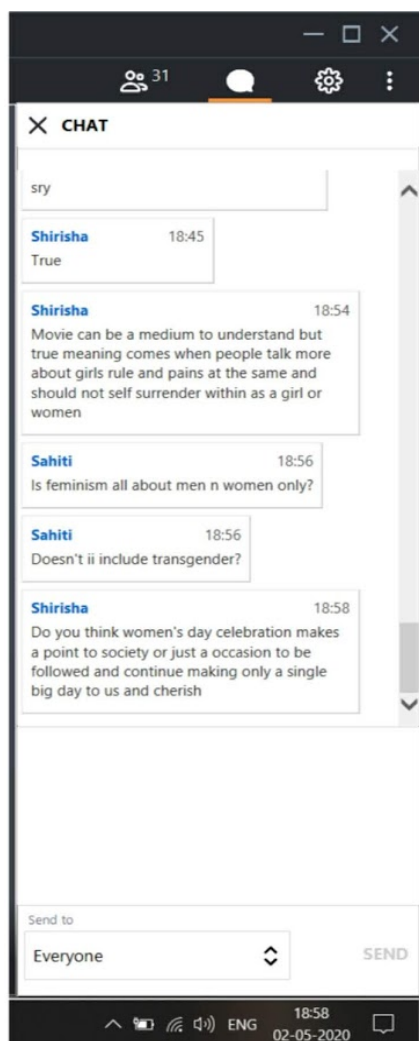 31
CHAT
sry
Shirisha 18:45
True
Shirisha 18:54
Movie can be a medium to understand but
true meaning comes when people talk more
about girls rule and pains at the same and
should not self surrender within as a girl or
women
Sahiti 18:56
Is feminism all about men n women only?
Sahiti 18:56
Doesn't ii include transgender?
Shirisha 18:58
Do you think women's day celebration makes
a point to society or just a occasion to be
followed and continue making only a single
big day to us and cherish
Send to
Everyone
SEND
ENG
18:58
02-05-2020